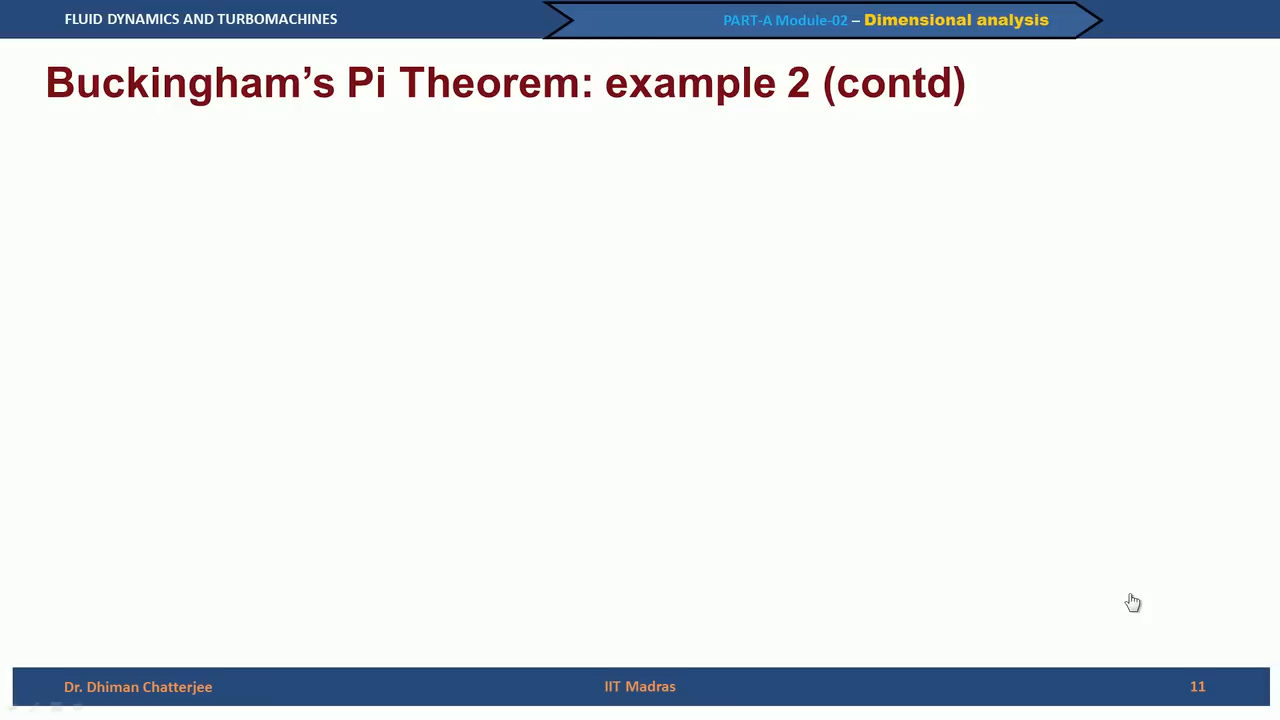 FLUID DYNAMICS AND TURBOMACHINES
PART-A Module-02 – Dimensional analysis
Buckingham’s Pi Theorem: example 2 (contd)
Dr. Dhiman Chatterjee
IIT Madras
11